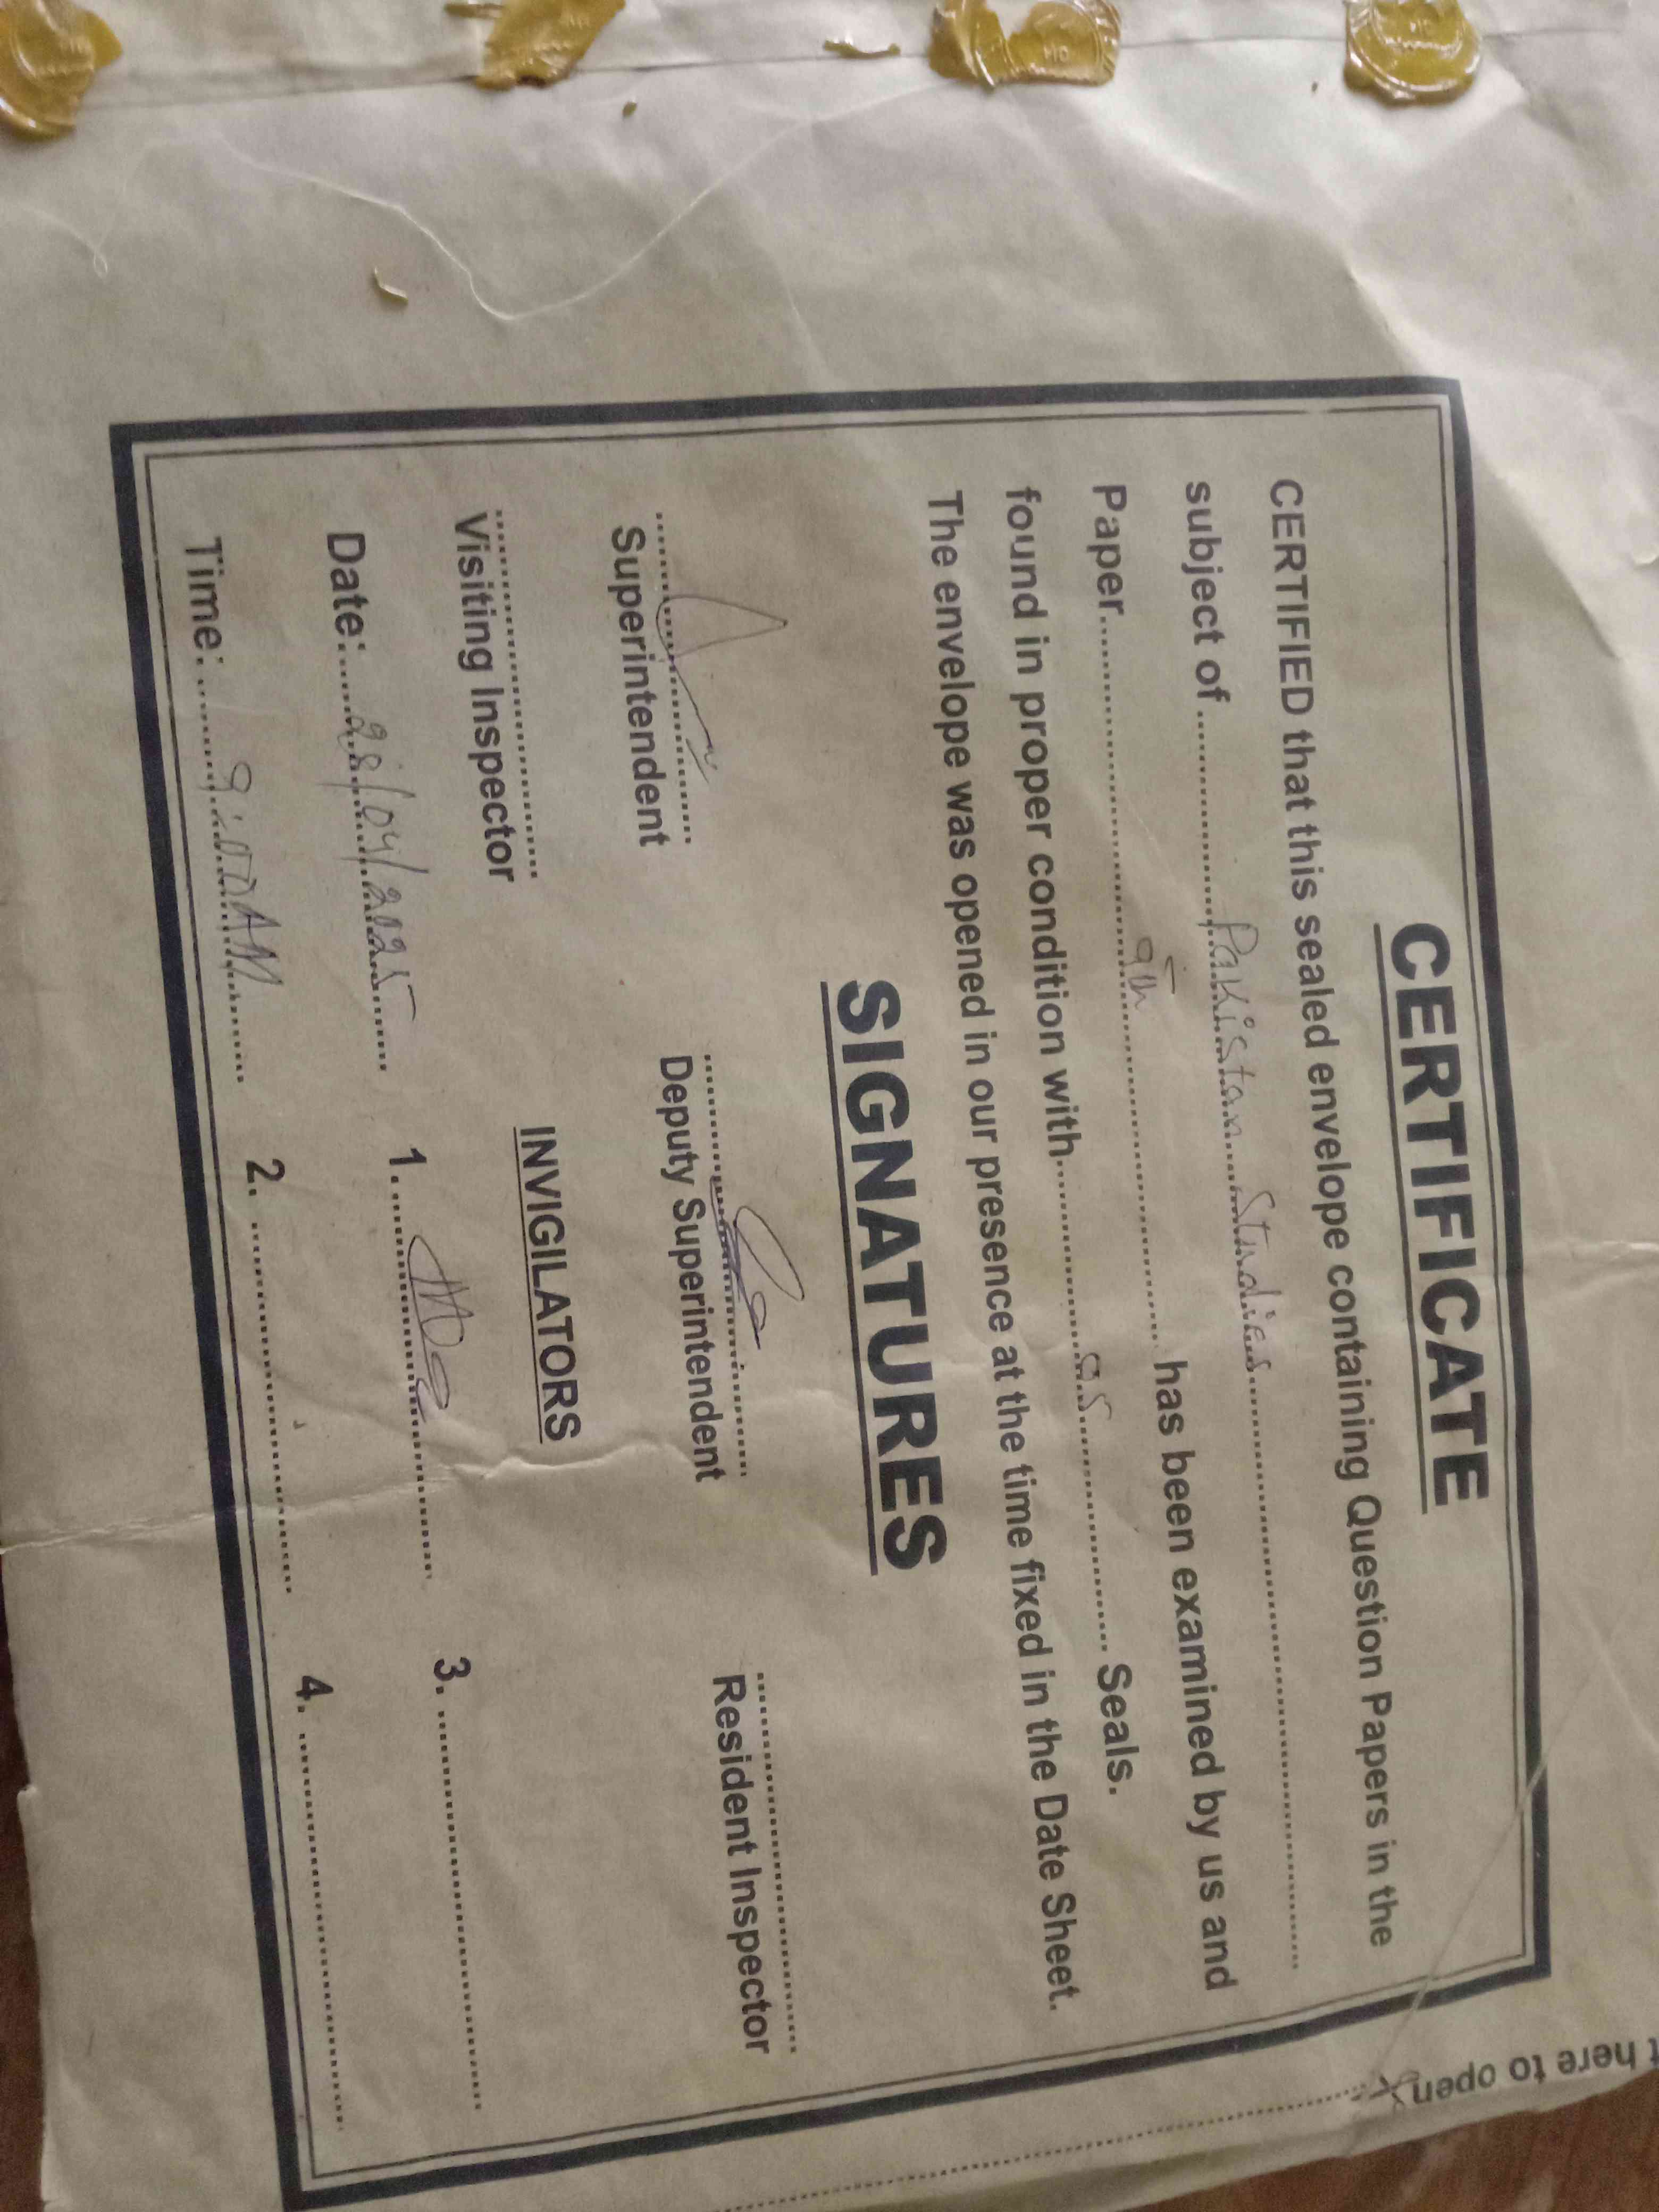 CERTIFICATE
CERTIFIED that this sealed envelope containing Question Papers in the
subject of Pakistan Studies
Paper 9th has been examined by us and
found in proper condition with 05 Seals.
The envelope was opened in our presence at the time fixed in the Date Sheet.
SIGNATURES
Superintendent Deputy Superintendent Resident Inspector
Visiting Inspector INVIGILATORS
Date: 28/04/2025 1. 3.
Time: 9:00 AM 2. 4.
here to open